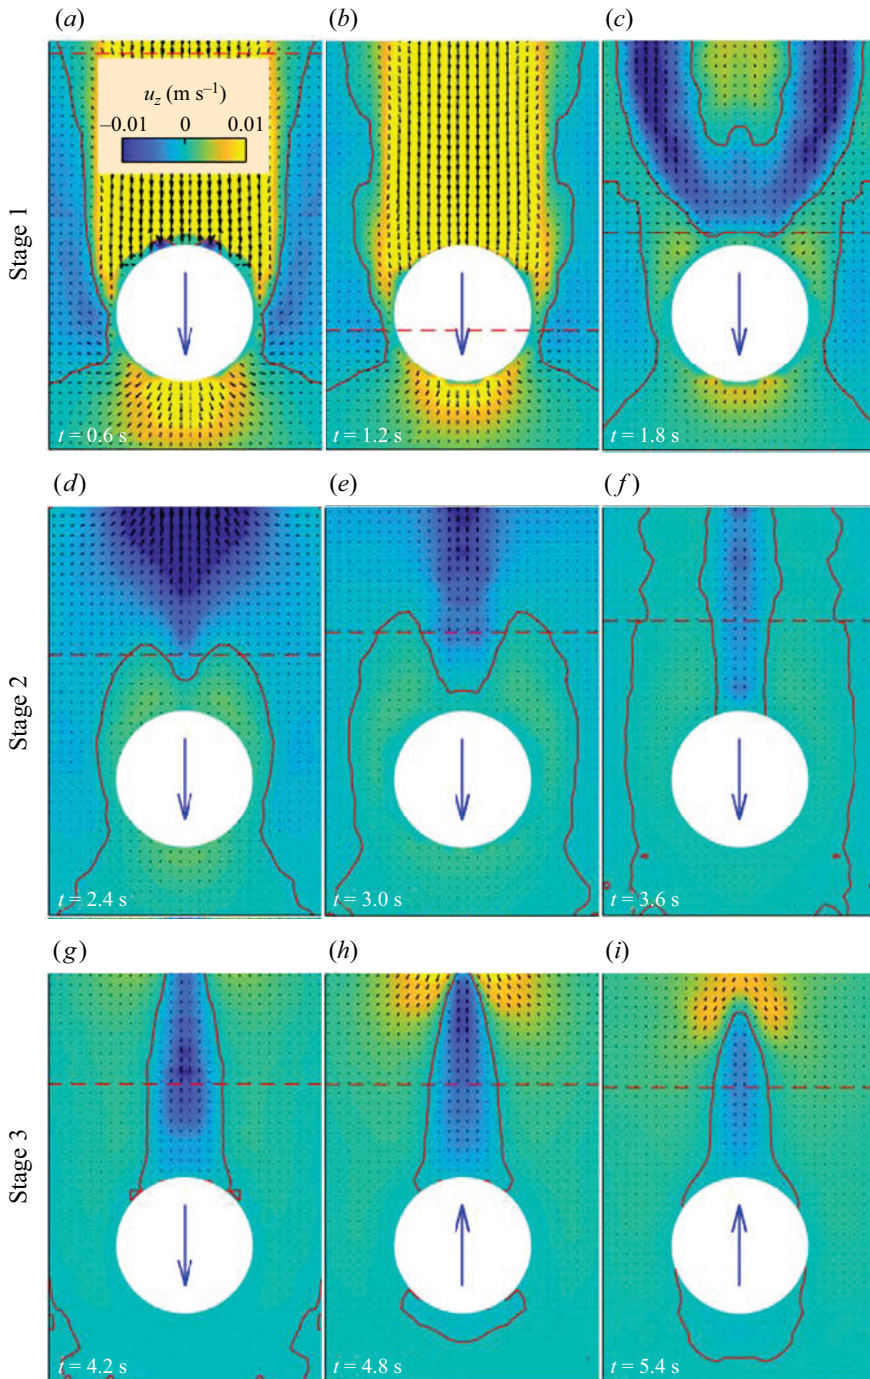 (a) (b) (c)
u_z (m s⁻¹)
–0.01 0 0.01
Stage 1
t = 0.6 s t = 1.2 s t = 1.8 s
(d) (e) (f)
Stage 2
t = 2.4 s t = 3.0 s t = 3.6 s
(g) (h) (i)
Stage 3
t = 4.2 s t = 4.8 s t = 5.4 s